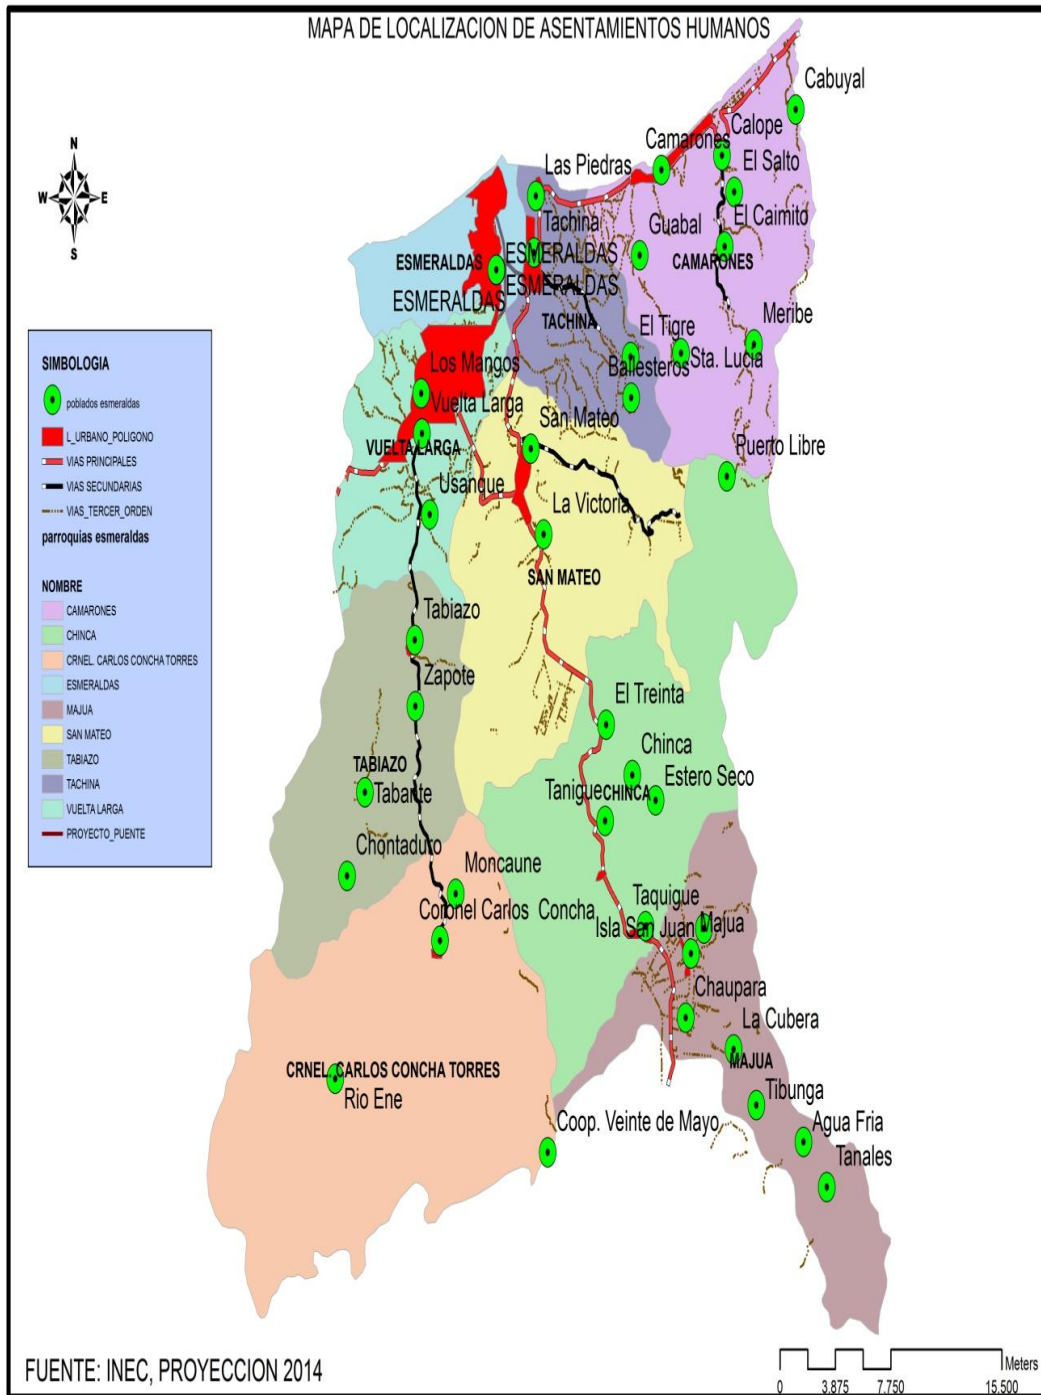 MAPA DE LOCALIZACION DE ASENTAMIENTOS HUMANOS
N
W E
S
Cabuyal
Calope
Camarones
El Salto
Las Piedras
El Caimito
Tachina
Guabal
ESMERALDAS
ESMERALDAS
CAMARONES
ESMERALDAS
ESMERALDAS
Meribe
TACHINA
El Tigre
Sta. Lucia
Ballesteros
Los Mangos
Vuelta Larga
San Mateo
VUELTA LARGA
Puerto Libre
Usanque
La Victoria
SAN MATEO
Tabiazo
Zapote
El Treinta
TABIAZO
Chinca
Estero Seco
Tabante
Tanigue
CHINCA
Chontaduro
Moncaune
Coronel Carlos Concha
Taquigue
Isla San Juan
Majua
Chaupara
La Cubera
MAJUA
CRNEL. CARLOS CONCHA TORRES
Rio Ene
Tibunga
Coop. Veinte de Mayo
Agua Fria
Tanales
SIMBOLOGIA
poblados esmeraldas
L_URBANO_POLIGONO
VIAS PRINCIPALES
VIAS SECUNDARIAS
VIAS_TERCER_ORDEN
parroquias esmeraldas
NOMBRE
CAMARONES
CHINCA
CRNEL. CARLOS CONCHA TORRES
ESMERALDAS
MAJUA
SAN MATEO
TABIAZO
TACHINA
VUELTA LARGA
PROYECTO_PUENTE
FUENTE: INEC, PROYECCION 2014
Meters
0 3.875 7.750 15.500